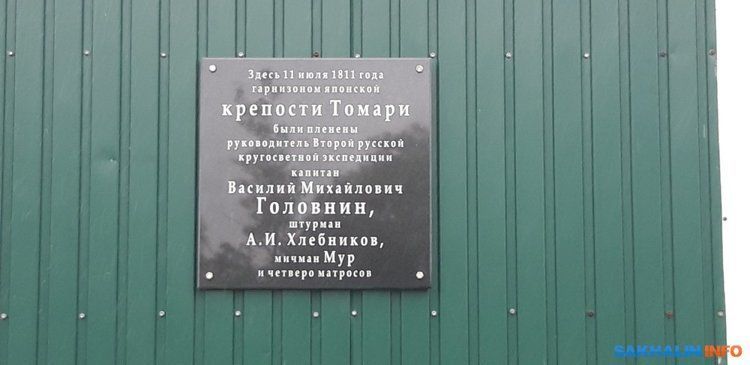 Здесь 11 июля 1811 года
гарнизоном японской
крепости Томари
были пленены
руководитель Второй русской
кругосветной экспедиции
капитан
Василий Михайлович
Головнин,
штурман
А.И. Хлебников,
мичман Мур
и четверо матросов
SAKHALIN.INFO